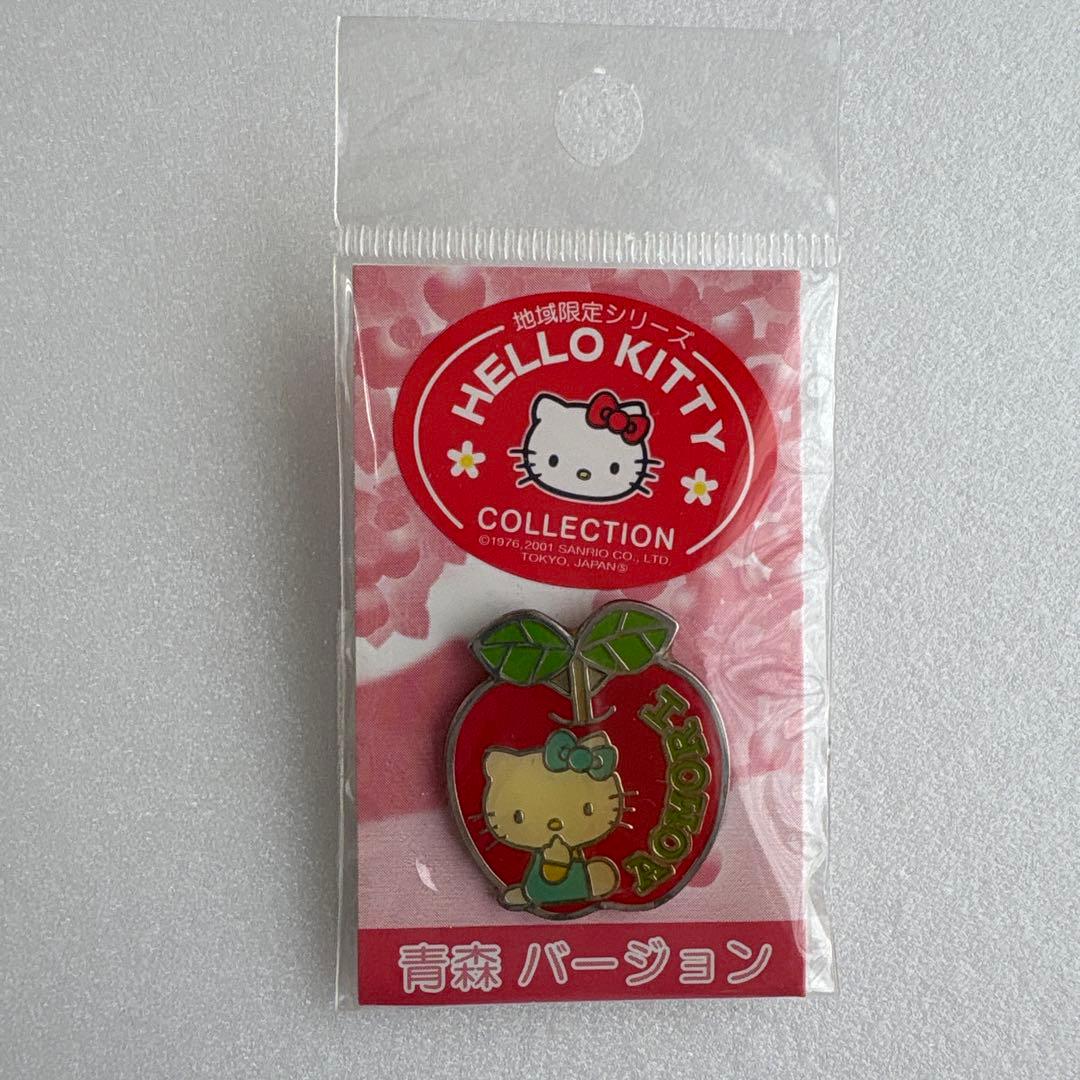 地域限定シリーズ
HELLO KITTY
COLLECTION
©1976,2001 SANRIO CO., LTD.
TOKYO, JAPANⓈ
AOMORI
青森 バージョン